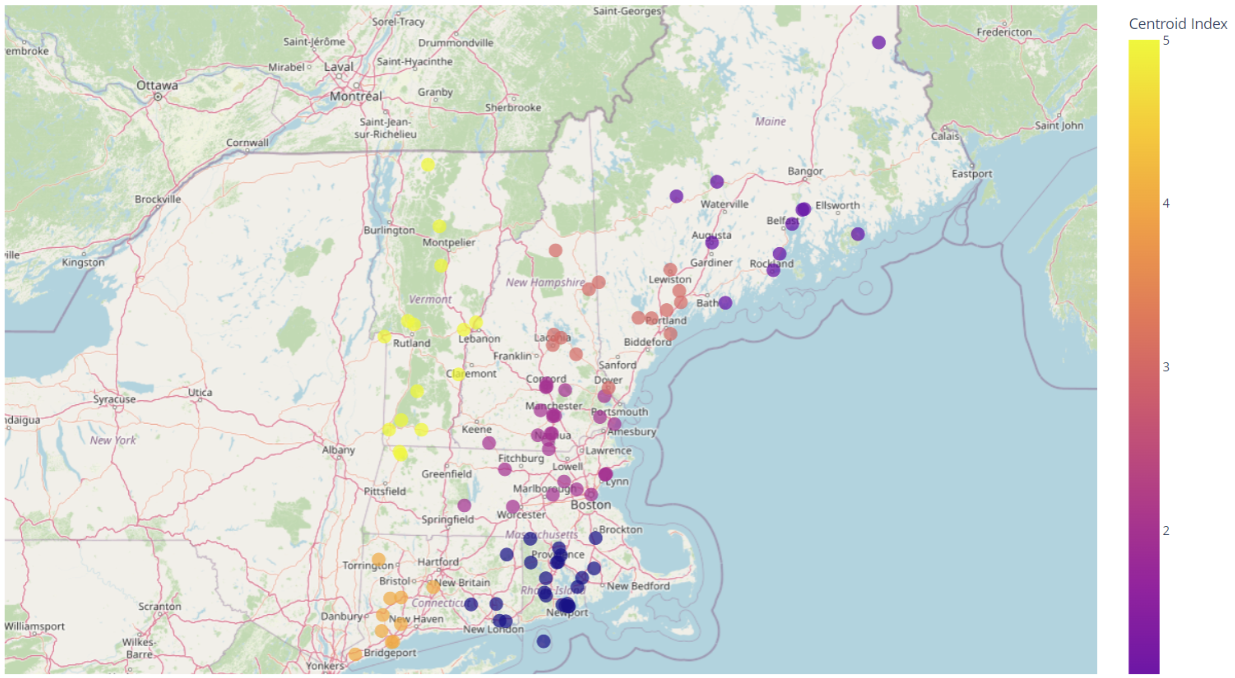 Centroid Index
5
4
3
2
Sorel-Tracy
Saint-Georges
Saint-Jérôme
Drummondville
Fredericton
embroke
Mirabel
Laval
Saint-Hyacinthe
Ottawa
Montréal
Granby
Sherbrooke
Saint-Jean-
sur-Richelieu
Maine
Saint John
Calais
Cornwall
Bangor
Eastport
Brockville
Waterville
Ellsworth
Belfast
Burlington
Montpelier
Augusta
ville
Kingston
Gardiner
Rockland
New Hampshire
Lewiston
Vermont
Bath
Portland
Rutland
Lebanon
Laconia
Biddeford
Franklin
Sanford
Claremont
Concord
Dover
Syracuse
Utica
Manchester
Portsmouth
ndaigua
New York
Keene
Nashua
Amesbury
Albany
Fitchburg
Lawrence
Greenfield
Lowell
Lynn
Pittsfield
Marlborough
Boston
Springfield
Worcester
Massachusetts
Brockton
Providence
Torrington
Hartford
Bristol
New Britain
Rhode Island
New Bedford
Scranton
Connecticut
Danbury
New Haven
Newport
Williamsport
New London
Wilkes-
Barre
Bridgeport
Yonkers